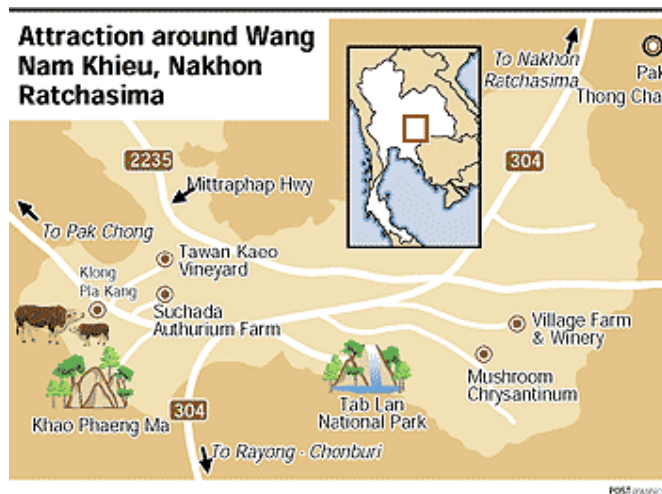 Attraction around Wang
Nam Khieu, Nakhon
Ratchasima
To Nakhon
Ratchasima
Pak
Thong Cha
2235
304
Mittraphap Hwy
To Pak Chong
Tawan Kaeo
Vineyard
Klong
Pla Kang
Suchada
Authurium Farm
Village Farm
& Winery
Mushroom
Chrysantinum
Tab Lan
National Park
Khao Phaeng Ma
304
To Rayong - Chonburi
POST